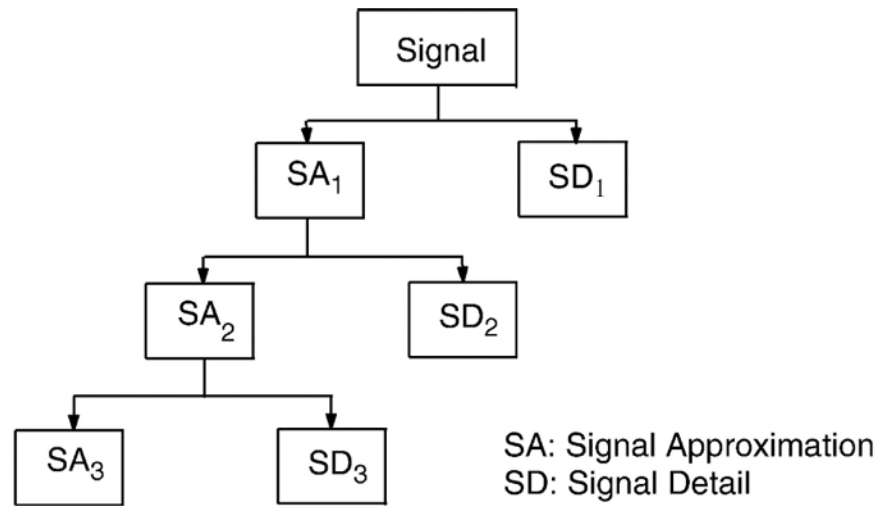 Signal
SA₁
SD₁
SA₂
SD₂
SA₃
SD₃
SA: Signal Approximation
SD: Signal Detail